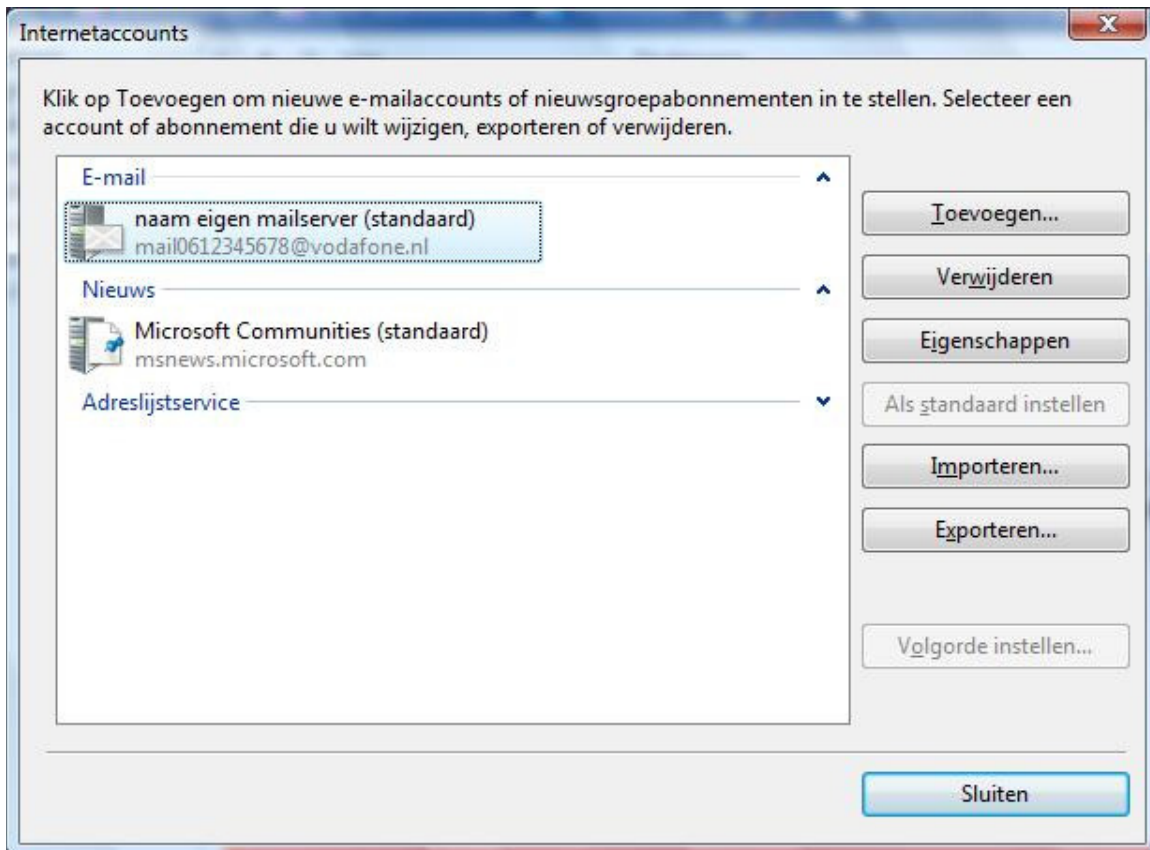 Internetaccounts
Klik op Toevoegen om nieuwe e-mailaccounts of nieuwsgroepabonnementen in te stellen. Selecteer een
account of abonnement die u wilt wijzigen, exporteren of verwijderen.
E-mail
naam eigen mailserver (standaard)
mail0612345678@vodafone.nl
Nieuws
Microsoft Communities (standaard)
msnews.microsoft.com
Adreslijstservice
Toevoegen...
Verwijderen
Eigenschappen
Als standaard instellen
Importeren...
Exporteren...
Volgorde instellen...
Sluiten